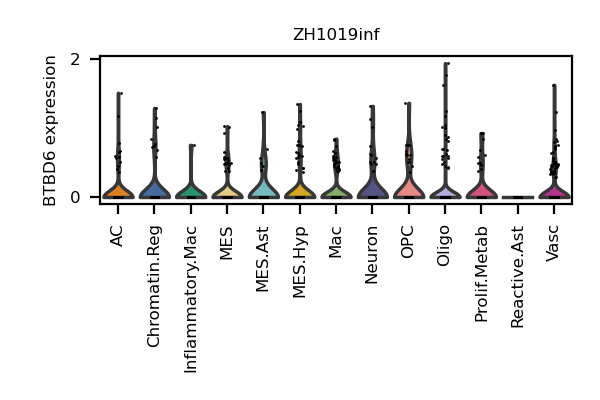 ZH1019inf
BTBD6 expression
2
0
AC
Chromatin.Reg
Inflammatory.Mac
MES
MES.Ast
MES.Hyp
Mac
Neuron
OPC
Oligo
Prolif.Metab
Reactive.Ast
Vasc